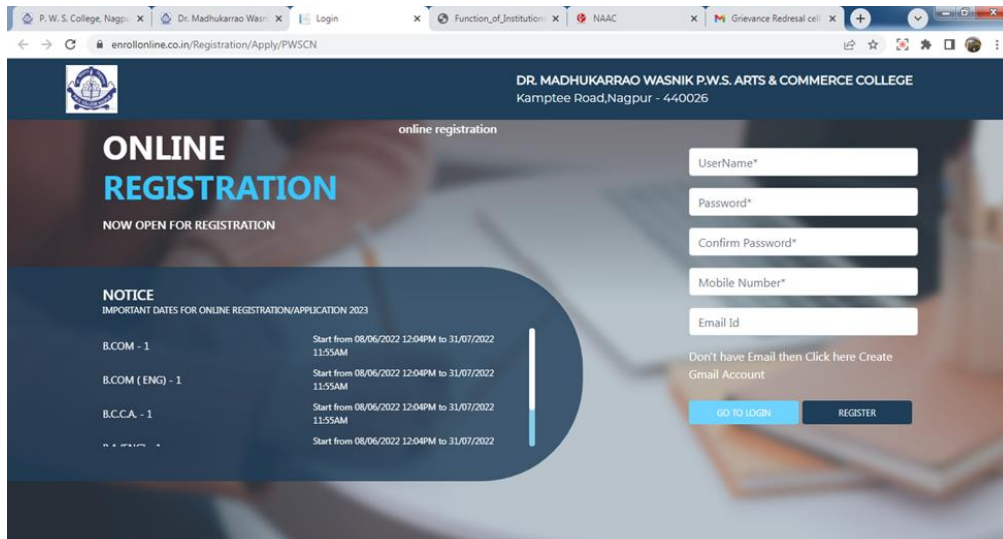 P. W. S. College, Nagpu
Dr. Madhukarrao Wasn
Login
Function_of_Institution
NAAC
Grievance Redresal cell
enrollonline.co.in/Registration/Apply/PWSCN
DR. MADHUKARRAO WASNIK P.W.S. ARTS & COMMERCE COLLEGE
Kamptee Road,Nagpur - 440026
online registration
ONLINE
REGISTRATION
NOW OPEN FOR REGISTRATION
NOTICE
IMPORTANT DATES FOR ONLINE REGISTRATION/APPLICATION 2023
B.COM - 1
Start from 08/06/2022 12:04PM to 31/07/2022
11:55AM
B.COM ( ENG) - 1
Start from 08/06/2022 12:04PM to 31/07/2022
11:55AM
B.C.C.A. - 1
Start from 08/06/2022 12:04PM to 31/07/2022
11:55AM
Start from 08/06/2022 12:04PM to 31/07/2022
UserName*
Password*
Confirm Password*
Mobile Number*
Email Id
Don't have Email then Click here Create
Gmail Account
GO TO LOGIN
REGISTER